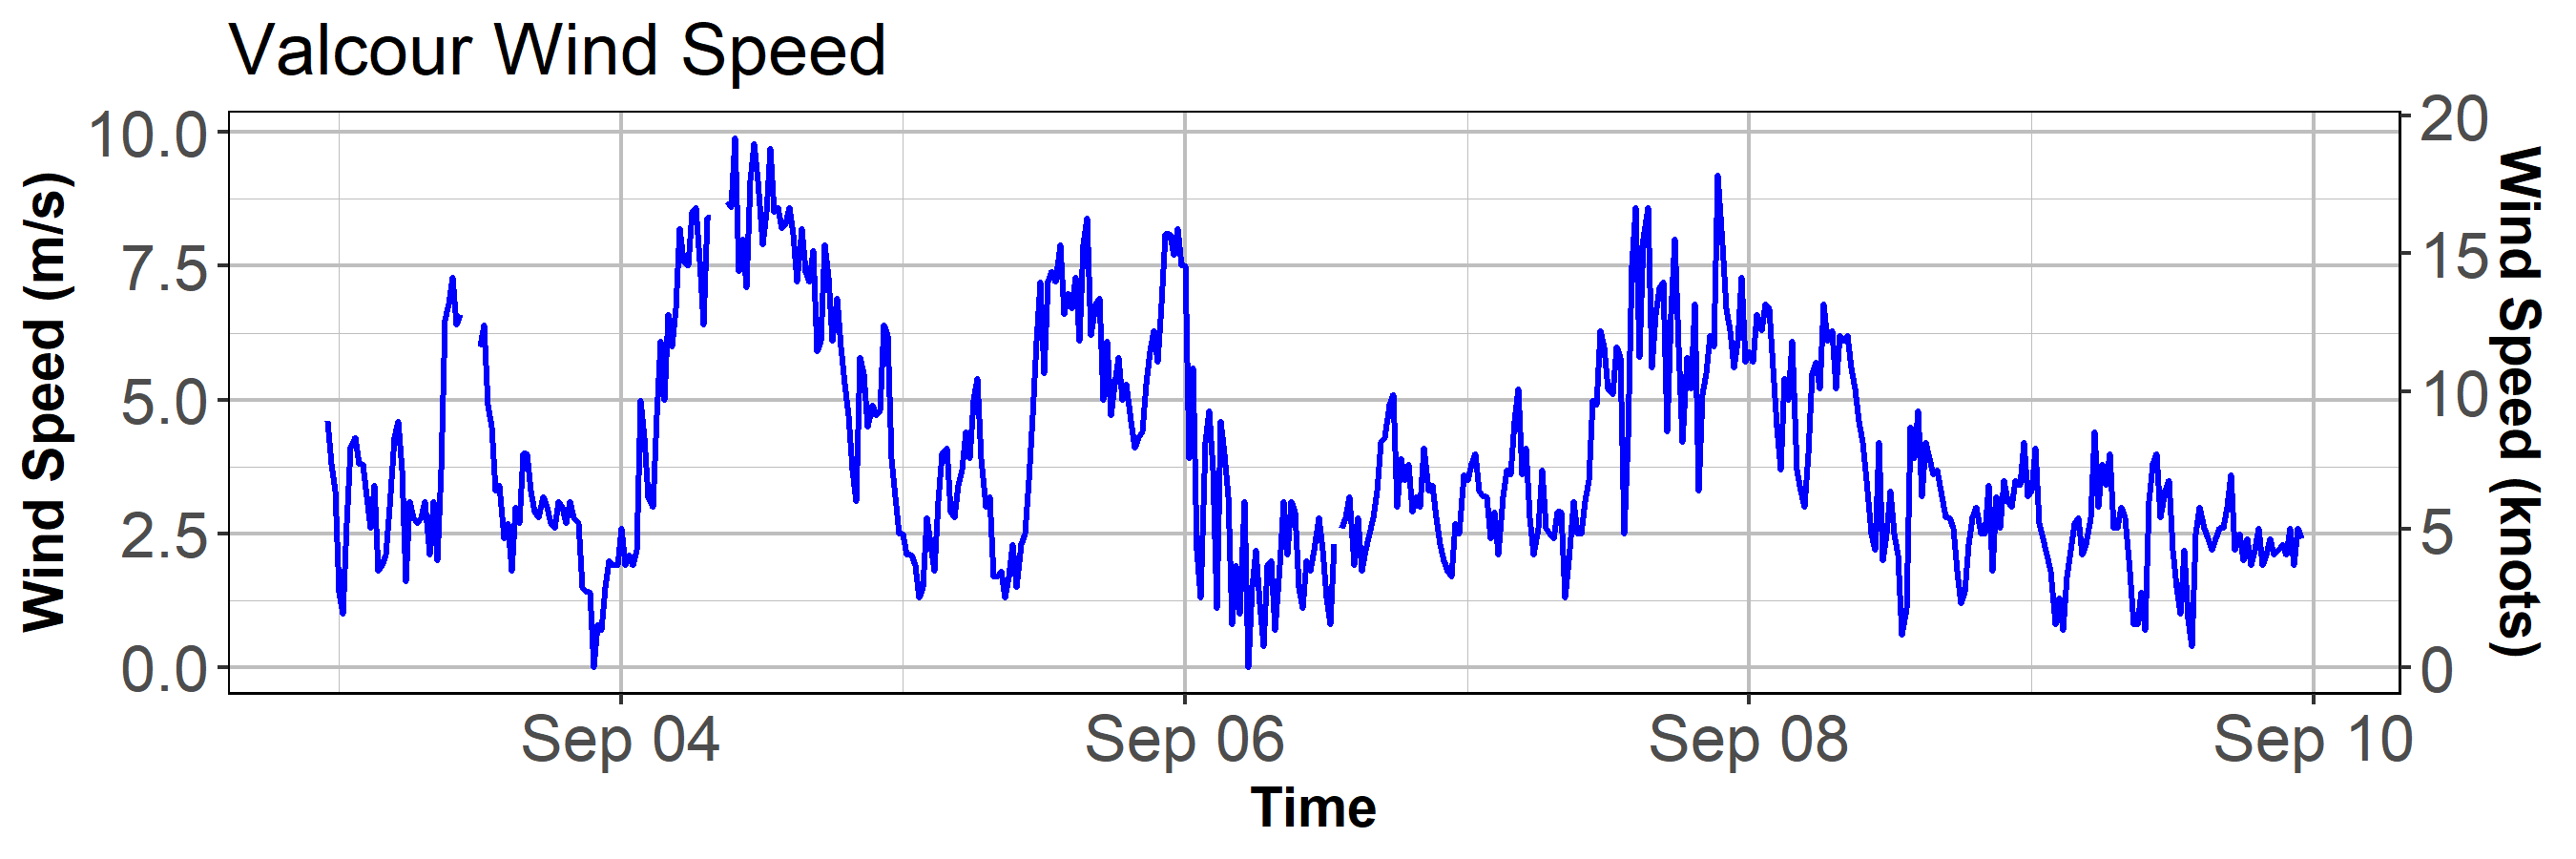 Valcour Wind Speed
Wind Speed (m/s)
10.0
7.5
5.0
2.5
0.0
20
15
10
5
0
Wind Speed (knots)
Sep 04
Sep 06
Sep 08
Sep 10
Time